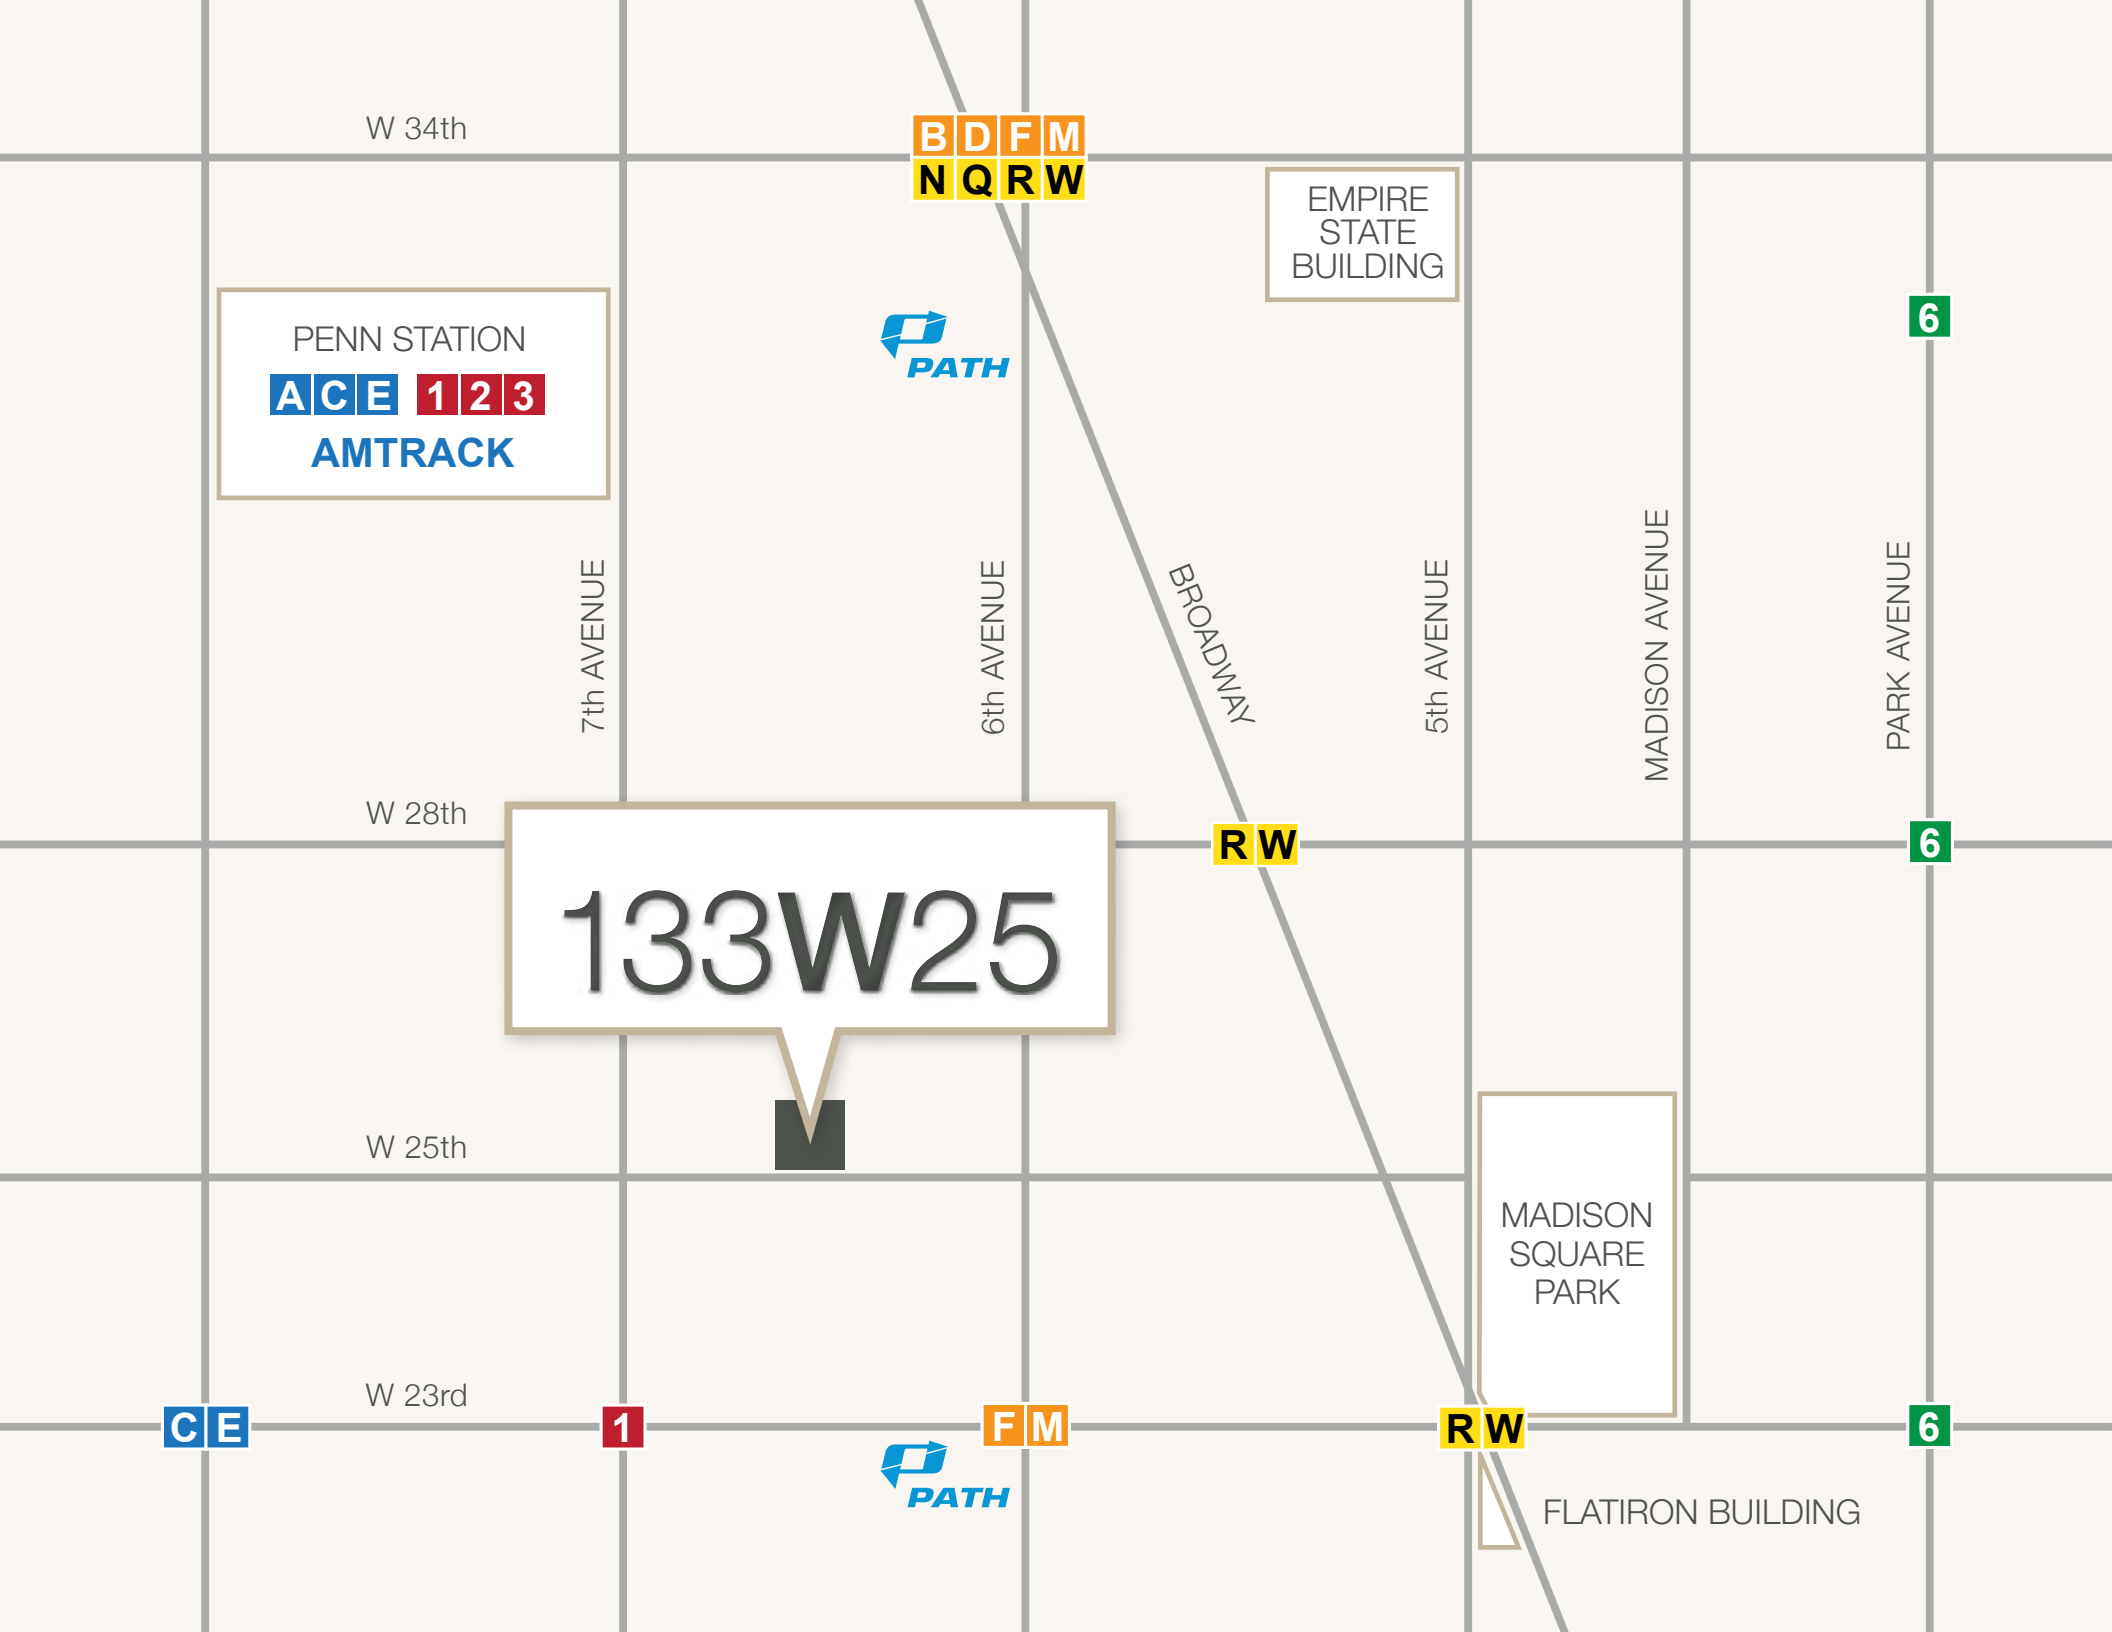 W 34th
B D F M
N Q R W
EMPIRE
STATE
BUILDING
6
PENN STATION
A C E 1 2 3
AMTRACK
PATH
7th AVENUE
6th AVENUE
BROADWAY
5th AVENUE
MADISON AVENUE
PARK AVENUE
W 28th
R W
6
133W25
W 25th
MADISON
SQUARE
PARK
W 23rd
C E
1
F M
R W
6
PATH
FLATIRON BUILDING